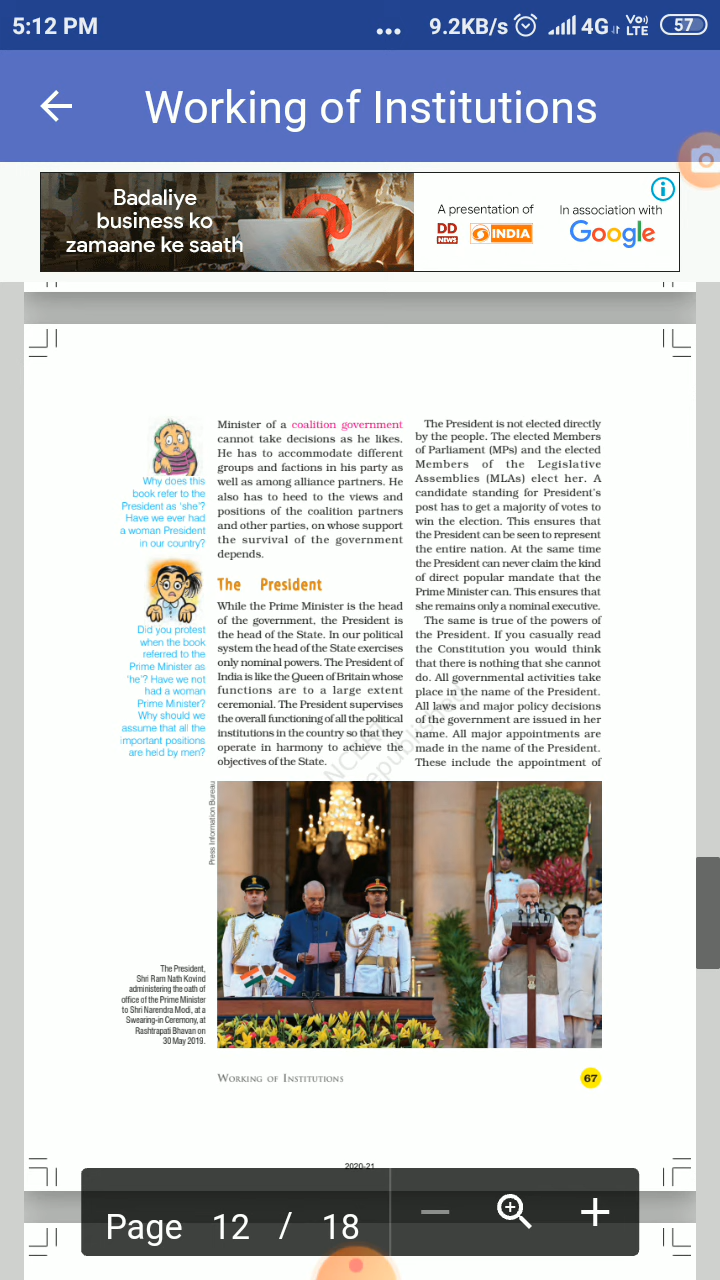 5:12 PM
... 9.2KB/s 4G Vo) LTE 57
Working of Institutions
Badaliye
business ko
zamaane ke saath
A presentation of
DD
NEWS
INDIA
In association with
Google
Why does this
book refer to the
President as 'she'?
Have we ever had
a woman President
in our country?
Did you protest
when the book
referred to the
Prime Minister as
'he'? Have we not
had a woman
Prime Minister?
Why should we
assume that all the
important positions
are held by men?
Minister of a coalition government
cannot take decisions as he likes.
He has to accommodate different
groups and factions in his party as
well as among alliance partners. He
also has to heed to the views and
positions of the coalition partners
and other parties, on whose support
the survival of the government
depends.
The President
While the Prime Minister is the head
of the government, the President is
the head of the State. In our political
system the head of the State exercises
only nominal powers. The President of
India is like the Queen of Britain whose
functions are to a large extent
ceremonial. The President supervises
the overall functioning of all the political
institutions in the country so that they
operate in harmony to achieve the
objectives of the State.
The President is not elected directly
by the people. The elected Members
of Parliament (MPs) and the elected
Members of the Legislative
Assemblies (MLAs) elect her. A
candidate standing for President's
post has to get a majority of votes to
win the election. This ensures that
the President can be seen to represent
the entire nation. At the same time
the President can never claim the kind
of direct popular mandate that the
Prime Minister can. This ensures that
she remains only a nominal executive.
The same is true of the powers of
the President. If you casually read
the Constitution you would think
that there is nothing that she cannot
do. All governmental activities take
place in the name of the President.
All laws and major policy decisions
of the government are issued in her
name. All major appointments are
made in the name of the President.
These include the appointment of
Press Information Bureau
The President,
Shri Ram Nath Kovind
administering the oath of
office of the Prime Minister
to Shri Narendra Modi, at a
Swearing-in Ceremony, at
Rashtrapati Bhavan on
30 May 2019.
WORKING OF INSTITUTIONS
67
2020-21
Page 12 / 18